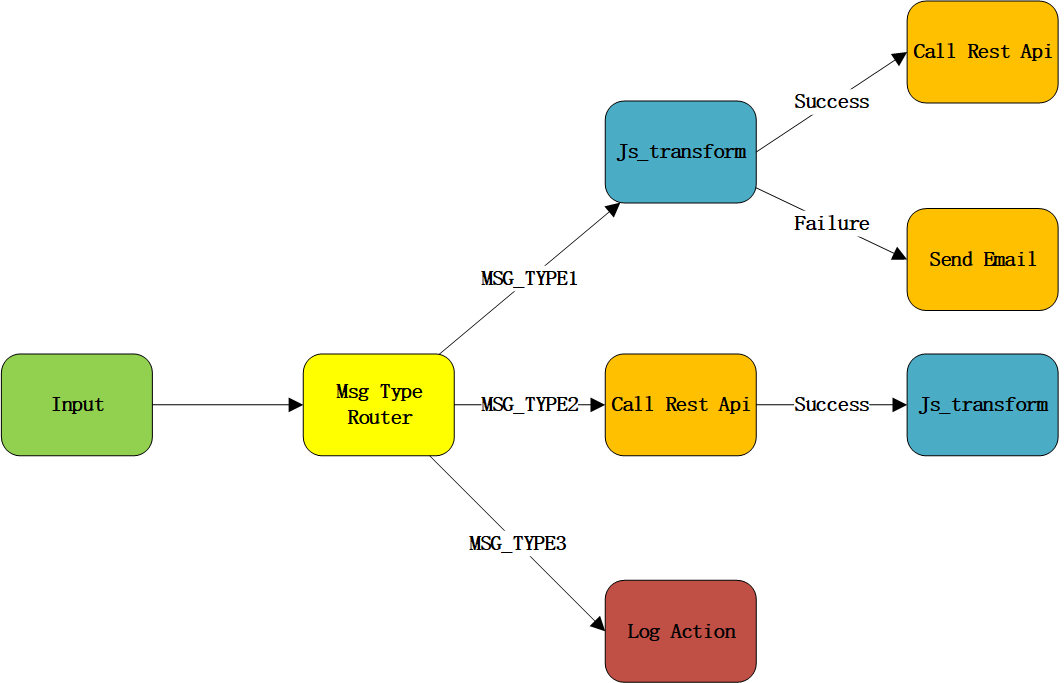 Call Rest Api
Success
Js_transform
Failure
Send Email
MSG_TYPE1
Input
Msg Type
Router
MSG_TYPE2
Call Rest Api
Success
Js_transform
MSG_TYPE3
Log Action